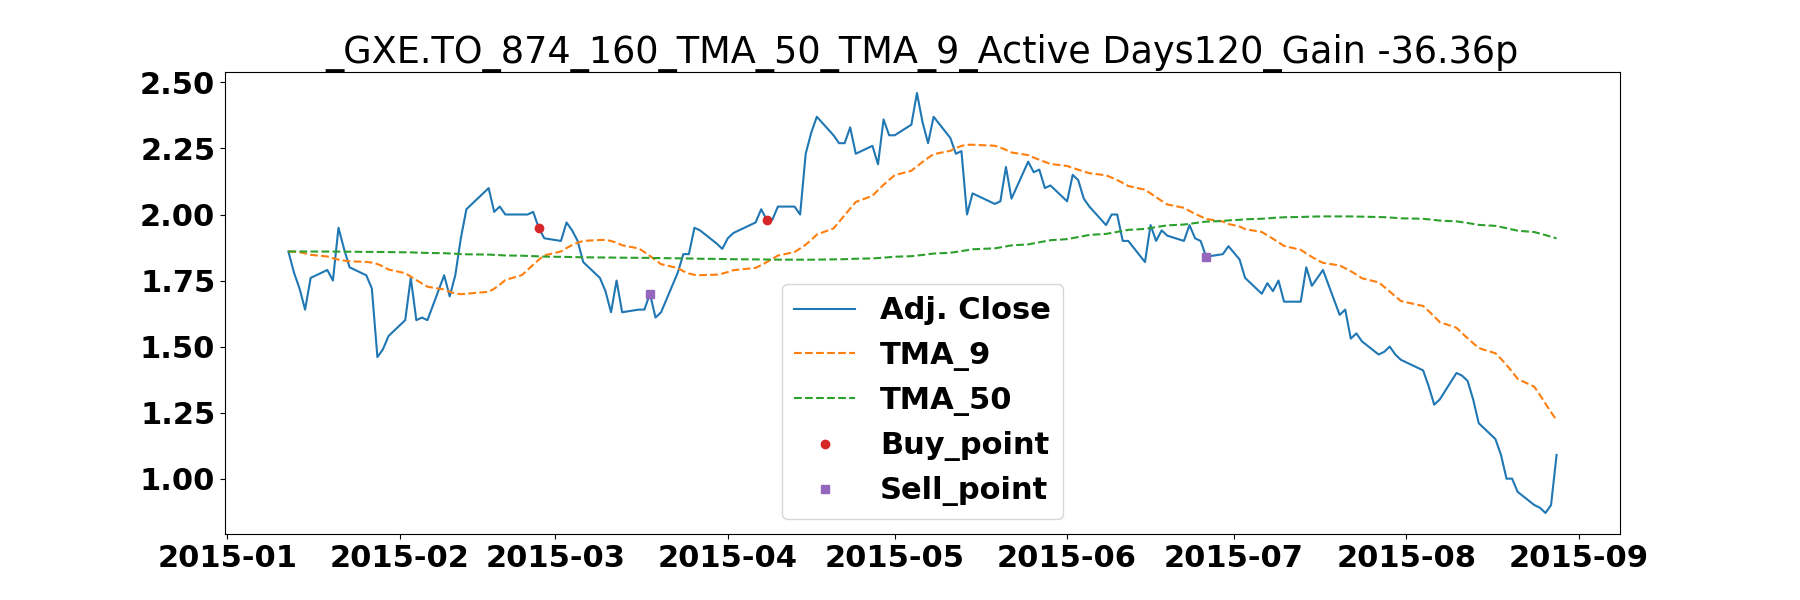 _GXE.TO_874_160_TMA_50_TMA_9_Active Days120_Gain -36.36p
2.50
2.25
2.00
1.75
1.50
1.25
1.00
Adj. Close
TMA_9
TMA_50
Buy_point
Sell_point
2015-01 2015-02 2015-03 2015-04 2015-05 2015-06 2015-07 2015-08 2015-09